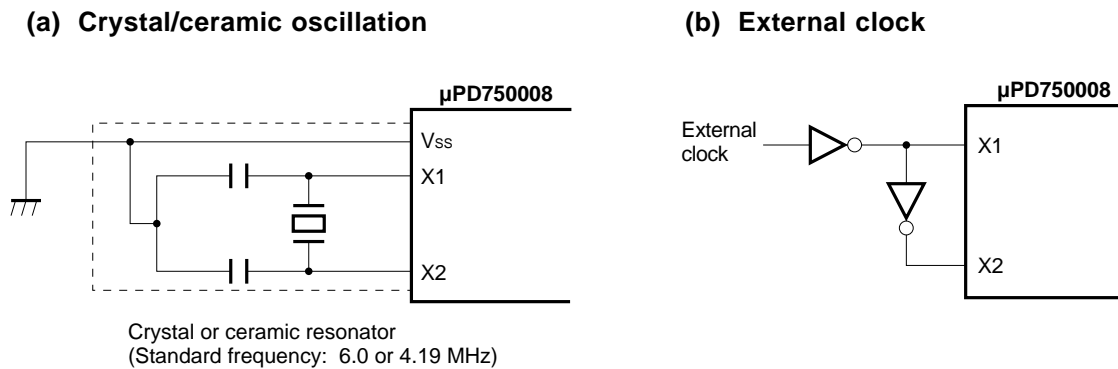 (a) Crystal/ceramic oscillation
µPD750008
VSS
X1
X2
Crystal or ceramic resonator
(Standard frequency: 6.0 or 4.19 MHz)
(b) External clock
µPD750008
External
clock
X1
X2